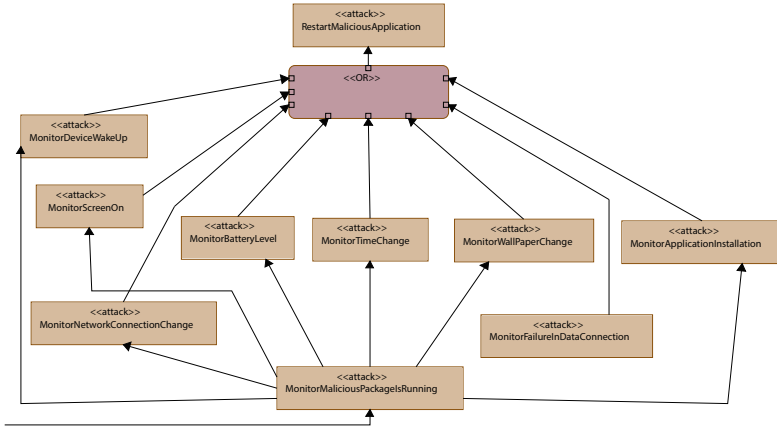 <<attack>>
RestartMaliciousApplication
<<OR>>
<<attack>>
MonitorDeviceWakeUp
<<attack>>
MonitorScreenOn
<<attack>>
MonitorBatteryLevel
<<attack>>
MonitorTimeChange
<<attack>>
MonitorWallPaperChange
<<attack>>
MonitorApplicationInstallation
<<attack>>
MonitorNetworkConnectionChange
<<attack>>
MonitorFailureInDataConnection
<<attack>>
MonitorMaliciousPackageIsRunning